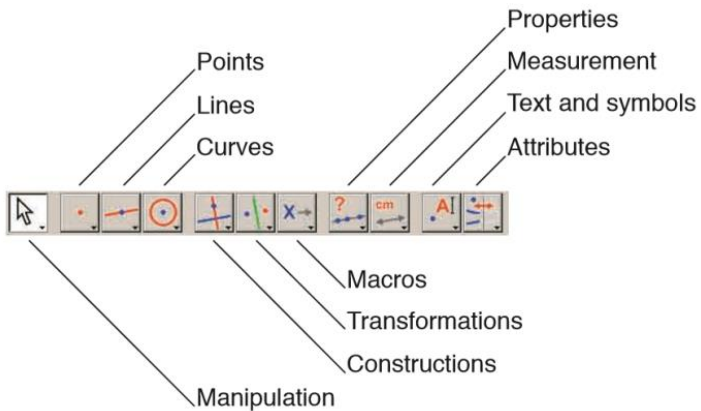 Properties
Points
Measurement
Lines
Text and symbols
Curves
Attributes
?
cm
A
X
Macros
Transformations
Constructions
Manipulation